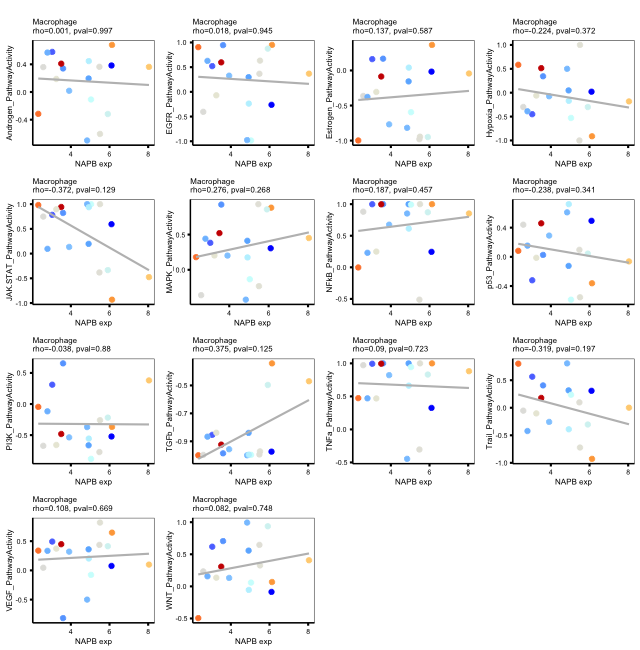 Macrophage
rho=0.001, pval=0.997
Androgen_PathwayActivity
0.4
0.0
-0.4
4
6
8
NAPB exp
Macrophage
rho=0.018, pval=0.945
EGFR_PathwayActivity
1.0
0.5
0.0
-0.5
-1.0
4
6
8
NAPB exp
Macrophage
rho=0.137, pval=0.587
Estrogen_PathwayActivity
0.0
-0.5
-1.0
4
6
8
NAPB exp
Macrophage
rho=-0.224, pval=0.372
Hypoxia_PathwayActivity
1.0
0.5
0.0
-0.5
-1.0
4
6
8
NAPB exp
Macrophage
rho=-0.372, pval=0.129
JAK.STAT_PathwayActivity
1.0
0.5
0.0
-0.5
-1.0
4
6
8
NAPB exp
Macrophage
rho=0.276, pval=0.268
MAPK_PathwayActivity
0.5
0.0
4
6
8
NAPB exp
Macrophage
rho=0.187, pval=0.457
NFkB_PathwayActivity
1.0
0.5
0.0
-0.5
4
6
8
NAPB exp
Macrophage
rho=-0.238, pval=0.341
p53_PathwayActivity
0.4
0.0
-0.4
4
6
8
NAPB exp
Macrophage
rho=-0.038, pval=0.88
PI3K_PathwayActivity
0.5
0.0
-0.5
4
6
8
NAPB exp
Macrophage
rho=0.375, pval=0.125
TGFb_PathwayActivity
-0.5
-0.9
4
6
8
NAPB exp
Macrophage
rho=0.09, pval=0.723
TNFa_PathwayActivity
1.0
0.5
0.0
-0.5
4
6
8
NAPB exp
Macrophage
rho=-0.319, pval=0.197
Trail_PathwayActivity
0.5
0.0
-0.5
-1.0
4
6
8
NAPB exp
Macrophage
rho=0.108, pval=0.669
VEGF_PathwayActivity
0.5
0.0
-0.5
4
6
8
NAPB exp
Macrophage
rho=0.082, pval=0.748
WNT_PathwayActivity
1.0
0.5
0.0
-0.5
4
6
8
NAPB exp